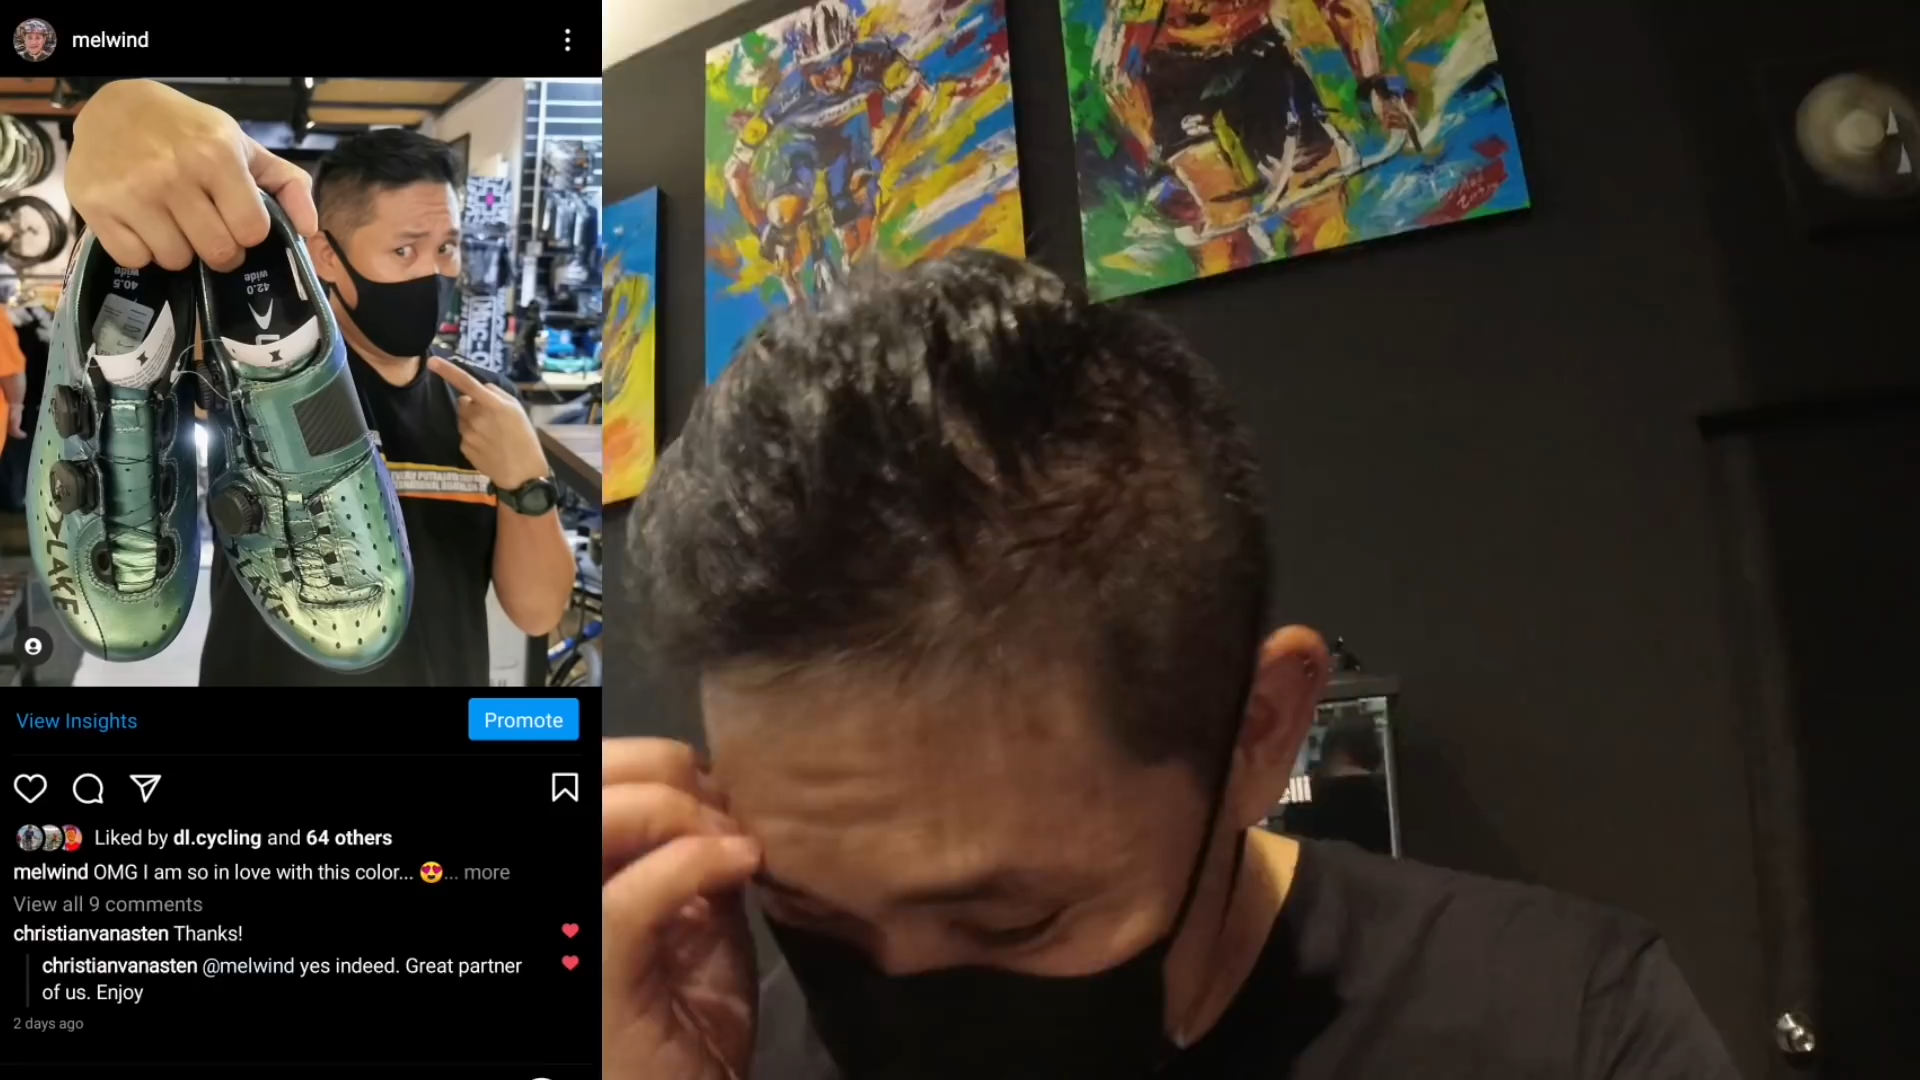 melwind
40.5
wide
42.0
wide
LAKE
LAKE
View Insights
Promote
Liked by dl.cycling and 64 others
melwind OMG I am so in love with this color... 😍... more
View all 9 comments
christianvanasten Thanks!
christianvanasten @melwind yes indeed. Great partner
of us. Enjoy
2 days ago